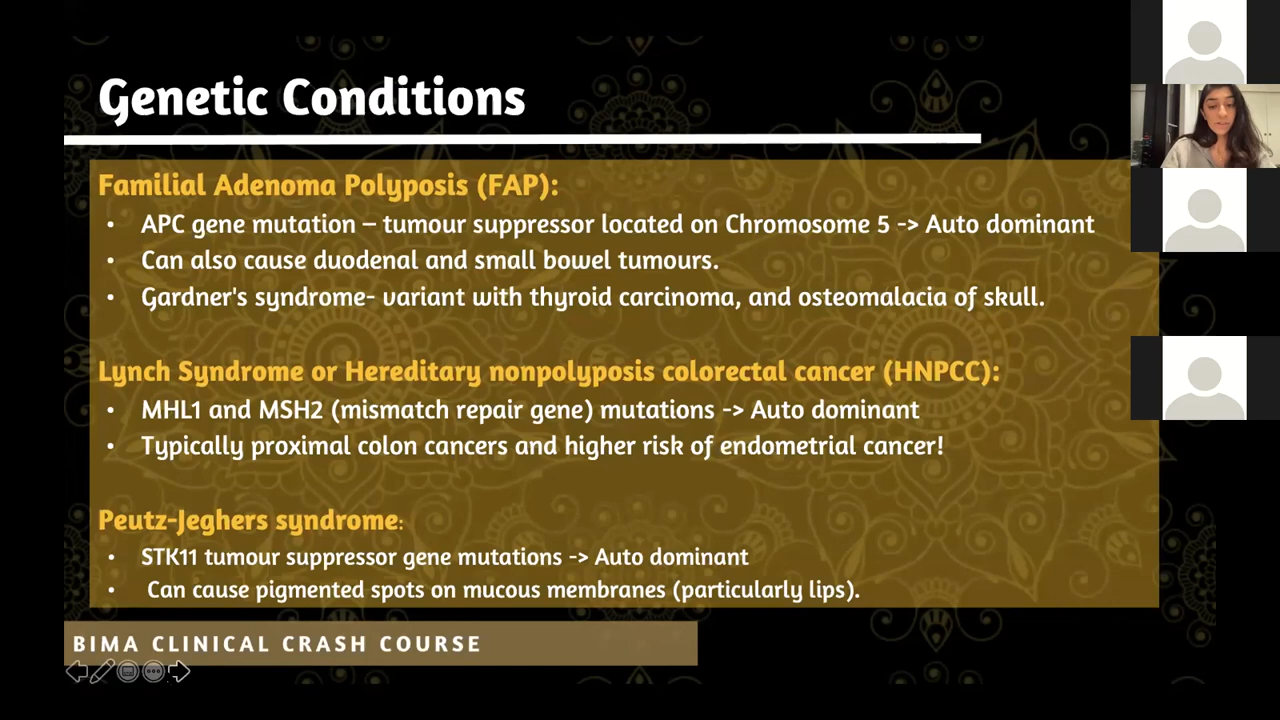 Genetic Conditions
Familial Adenoma Polyposis (FAP):
• APC gene mutation – tumour suppressor located on Chromosome 5 -> Auto dominant
• Can also cause duodenal and small bowel tumours.
• Gardner's syndrome- variant with thyroid carcinoma, and osteomalacia of skull.
Lynch Syndrome or Hereditary nonpolyposis colorectal cancer (HNPCC):
• MHL1 and MSH2 (mismatch repair gene) mutations -> Auto dominant
• Typically proximal colon cancers and higher risk of endometrial cancer!
Peutz-Jeghers syndrome:
• STK11 tumour suppressor gene mutations -> Auto dominant
• Can cause pigmented spots on mucous membranes (particularly lips).
BIMA CLINICAL CRASH COURSE